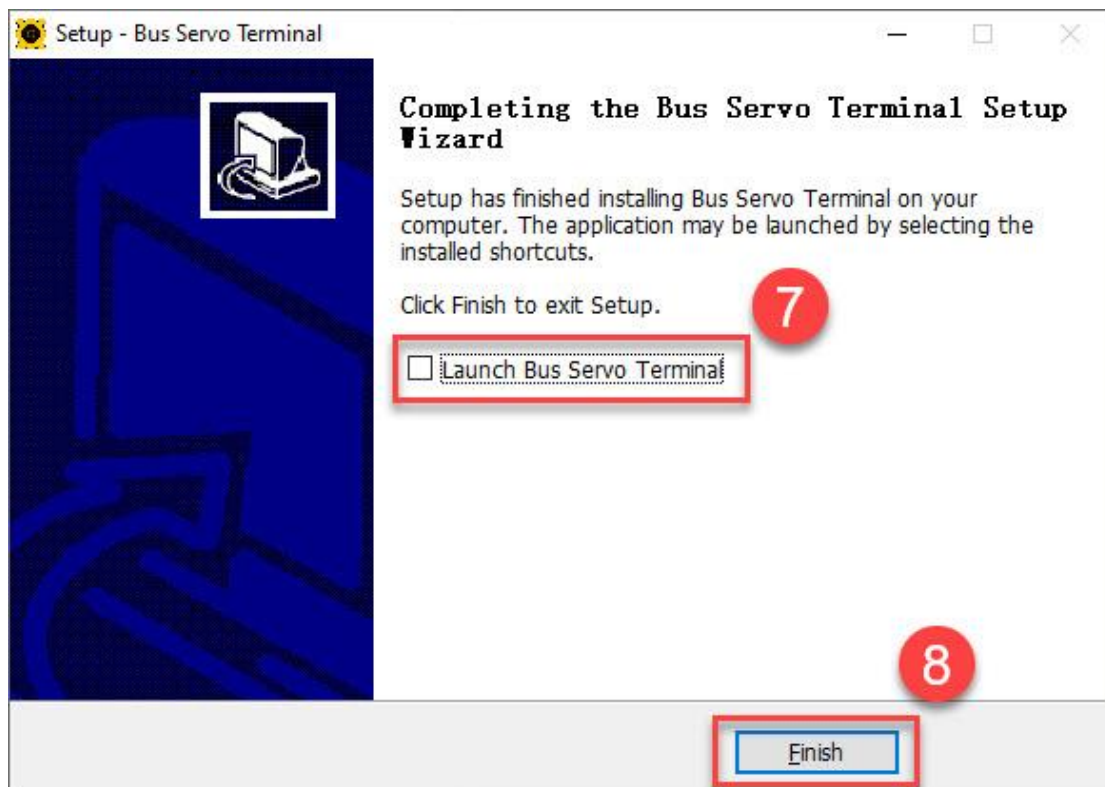 Setup - Bus Servo Terminal
Completing the Bus Servo Terminal Setup
Wizard
Setup has finished installing Bus Servo Terminal on your
computer. The application may be launched by selecting the
installed shortcuts.
Click Finish to exit Setup.
7
Launch Bus Servo Terminal
8
Finish